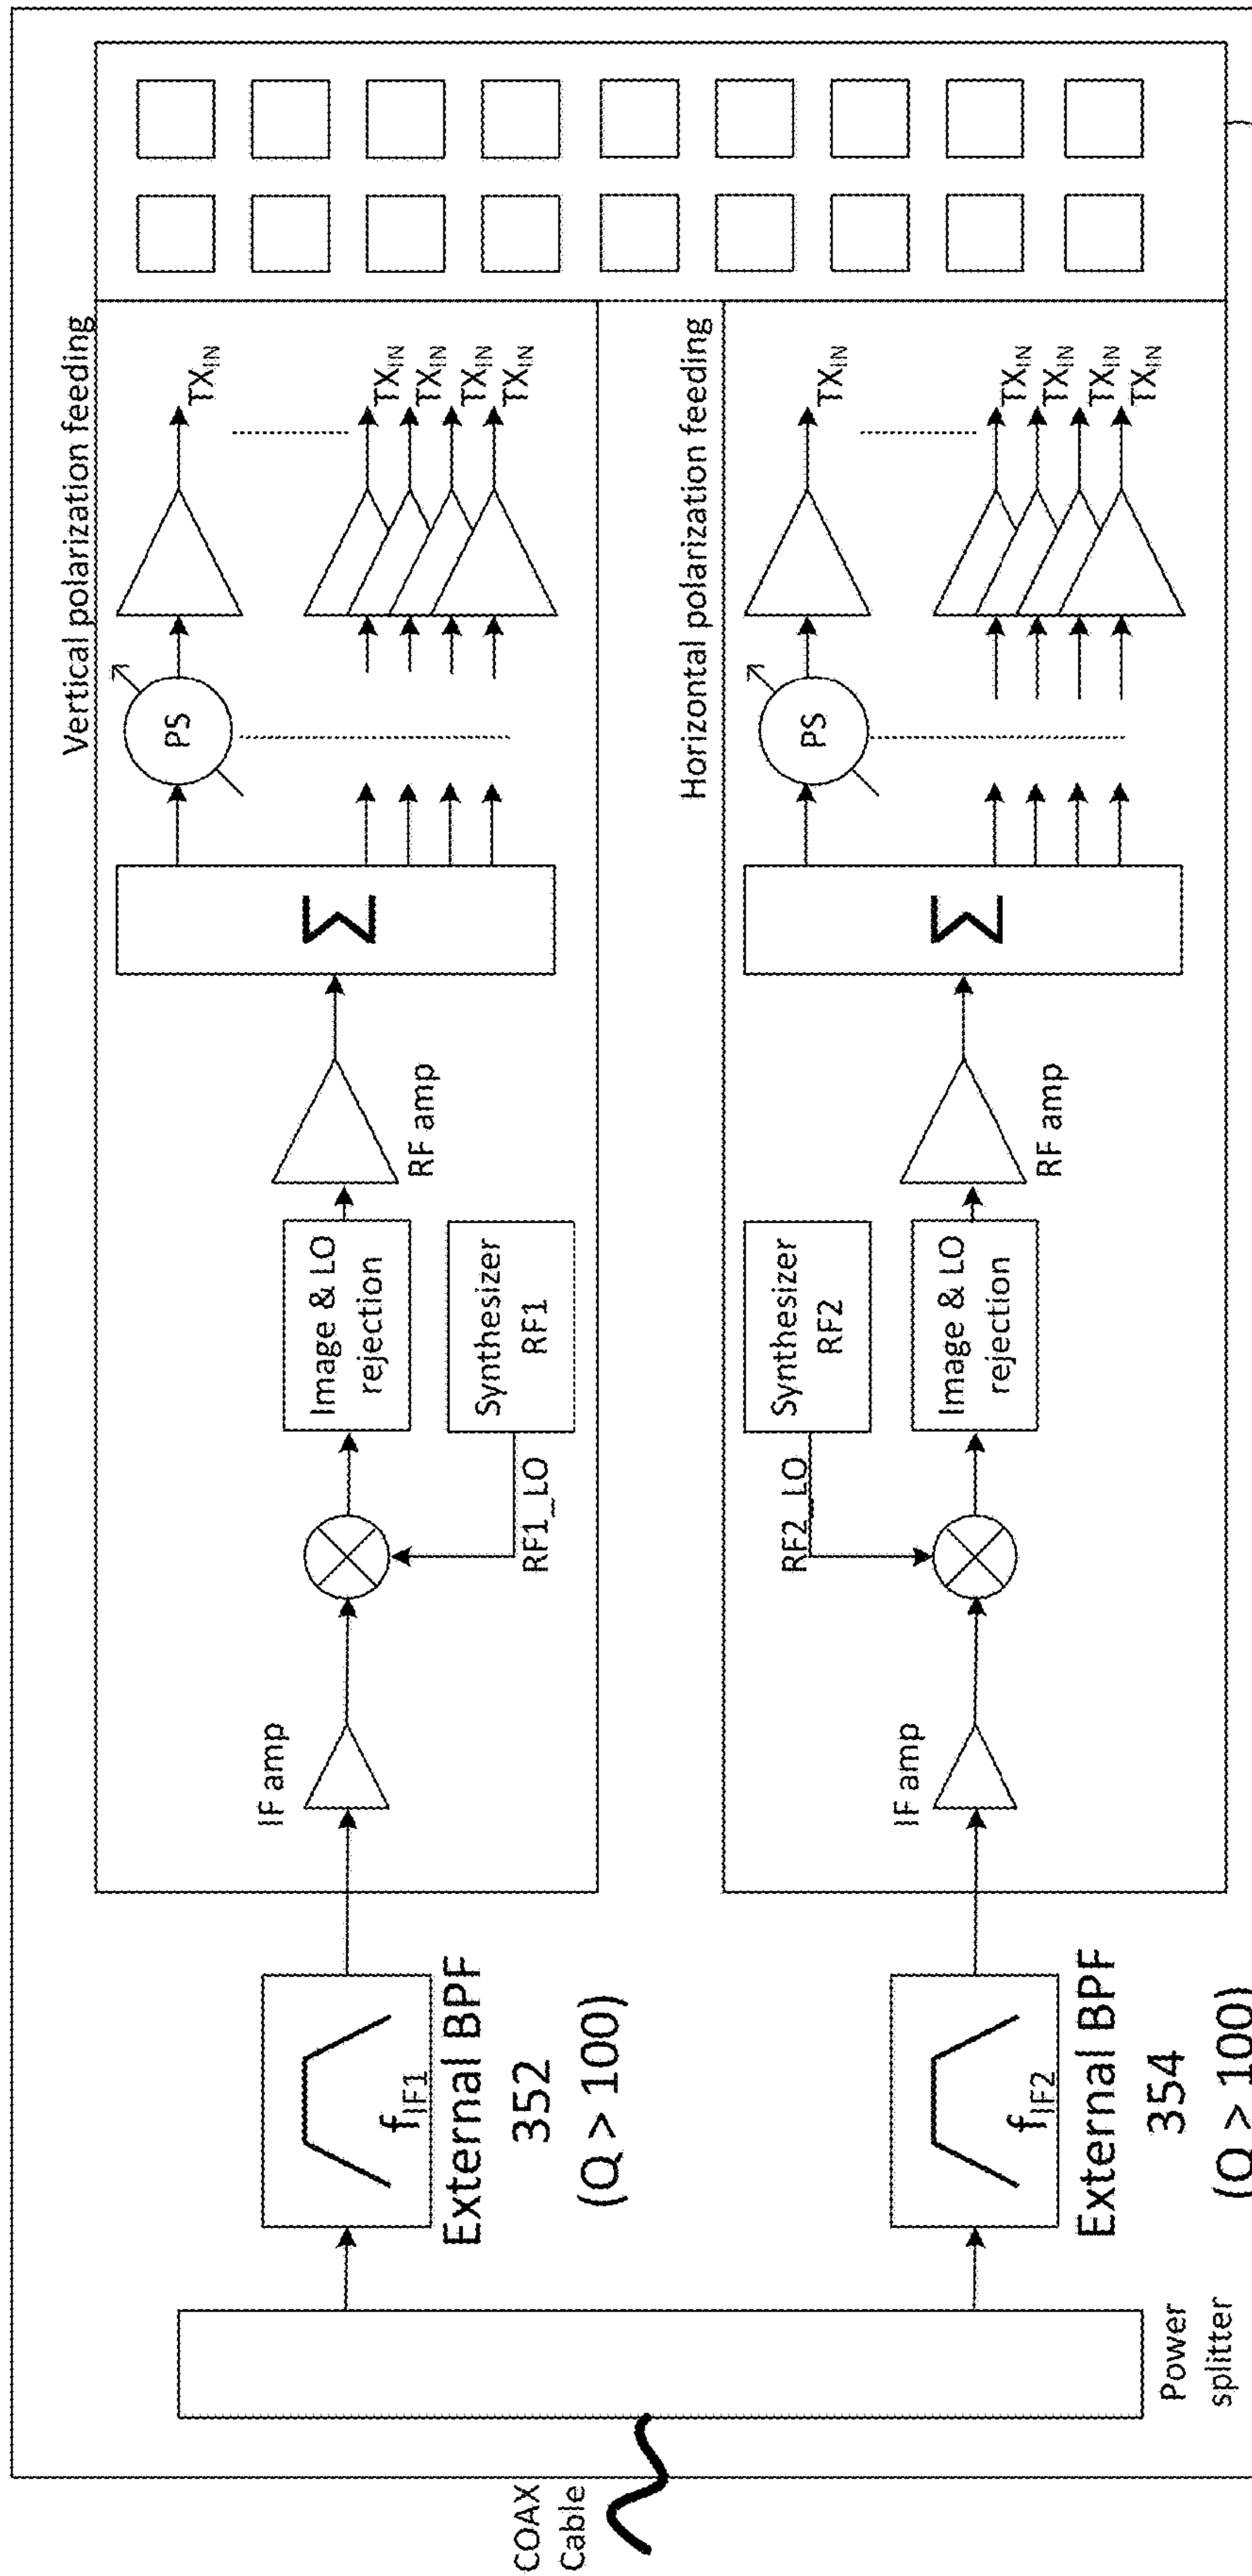 COAX
Cable
Power
splitter
f_IF1
External BPF
352
(Q > 100)
IF amp
RF1_LO
Image & LO
rejection
Synthesizer
RF1
RF amp
Σ
PS
Vertical polarization feeding
TX_IN
TX_IN
TX_IN
TX_IN
TX_IN
f_IF2
External BPF
354
(Q > 100)
IF amp
RF2_LO
Synthesizer
RF2
Image & LO
rejection
RF amp
Σ
PS
Horizontal polarization feeding
TX_IN
TX_IN
TX_IN
TX_IN
TX_IN